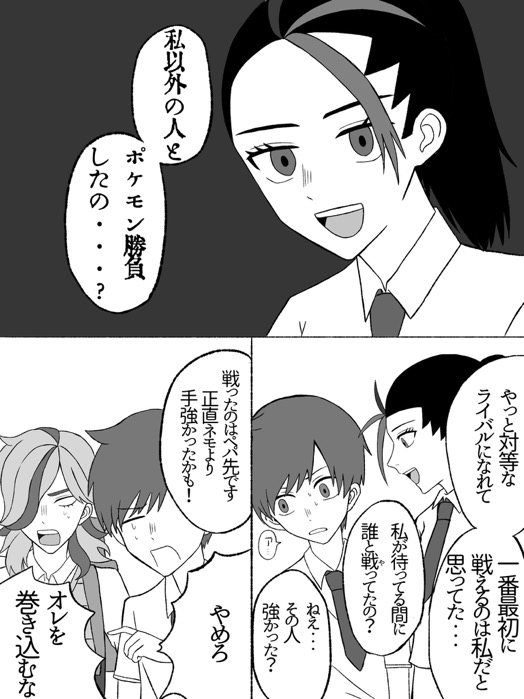 私以外の人と
ポケモン勝負
したの・・・？
やっと対等な
ライバルになれて
一番最初に
戦えるのは私だと
思ってた・・
私が待ってる間に
誰と戦ってたの？
や
ねえ・・
その人
強かった？
戦ったのはペパ先です
正直ネモより
手強かったかも！
やめろ
オレを
巻き込むな